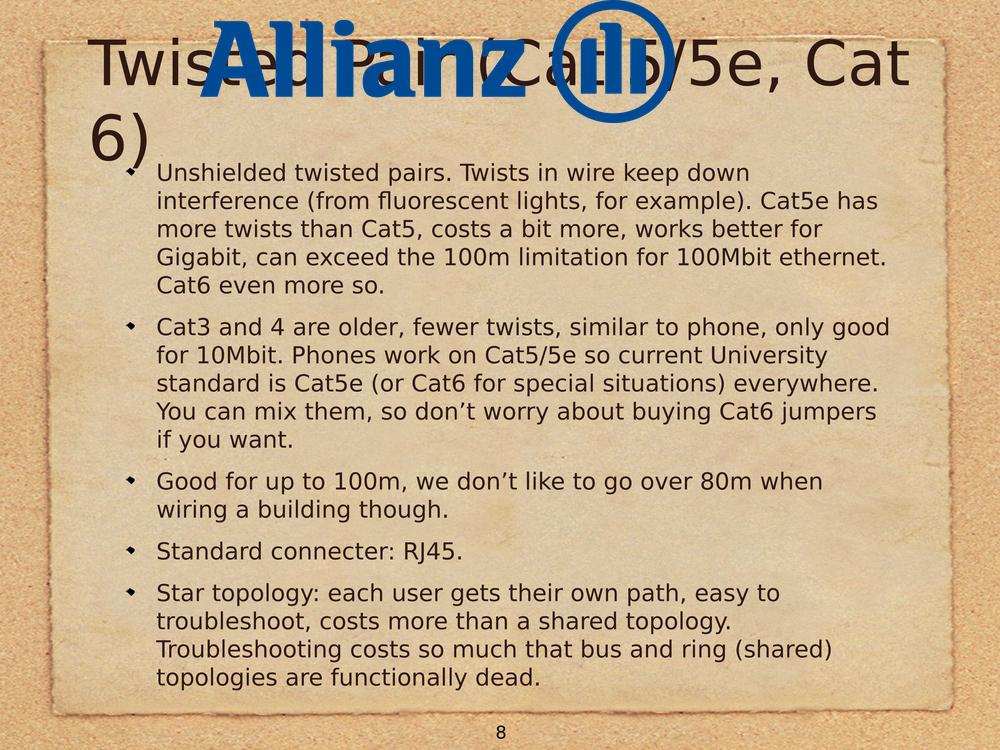 Allianz
Twisted Pair (Cat 5/5e, Cat
6)
Unshielded twisted pairs. Twists in wire keep down
interference (from fluorescent lights, for example). Cat5e has
more twists than Cat5, costs a bit more, works better for
Gigabit, can exceed the 100m limitation for 100Mbit ethernet.
Cat6 even more so.
Cat3 and 4 are older, fewer twists, similar to phone, only good
for 10Mbit. Phones work on Cat5/5e so current University
standard is Cat5e (or Cat6 for special situations) everywhere.
You can mix them, so don’t worry about buying Cat6 jumpers
if you want.
Good for up to 100m, we don’t like to go over 80m when
wiring a building though.
Standard connecter: RJ45.
Star topology: each user gets their own path, easy to
troubleshoot, costs more than a shared topology.
Troubleshooting costs so much that bus and ring (shared)
topologies are functionally dead.
8